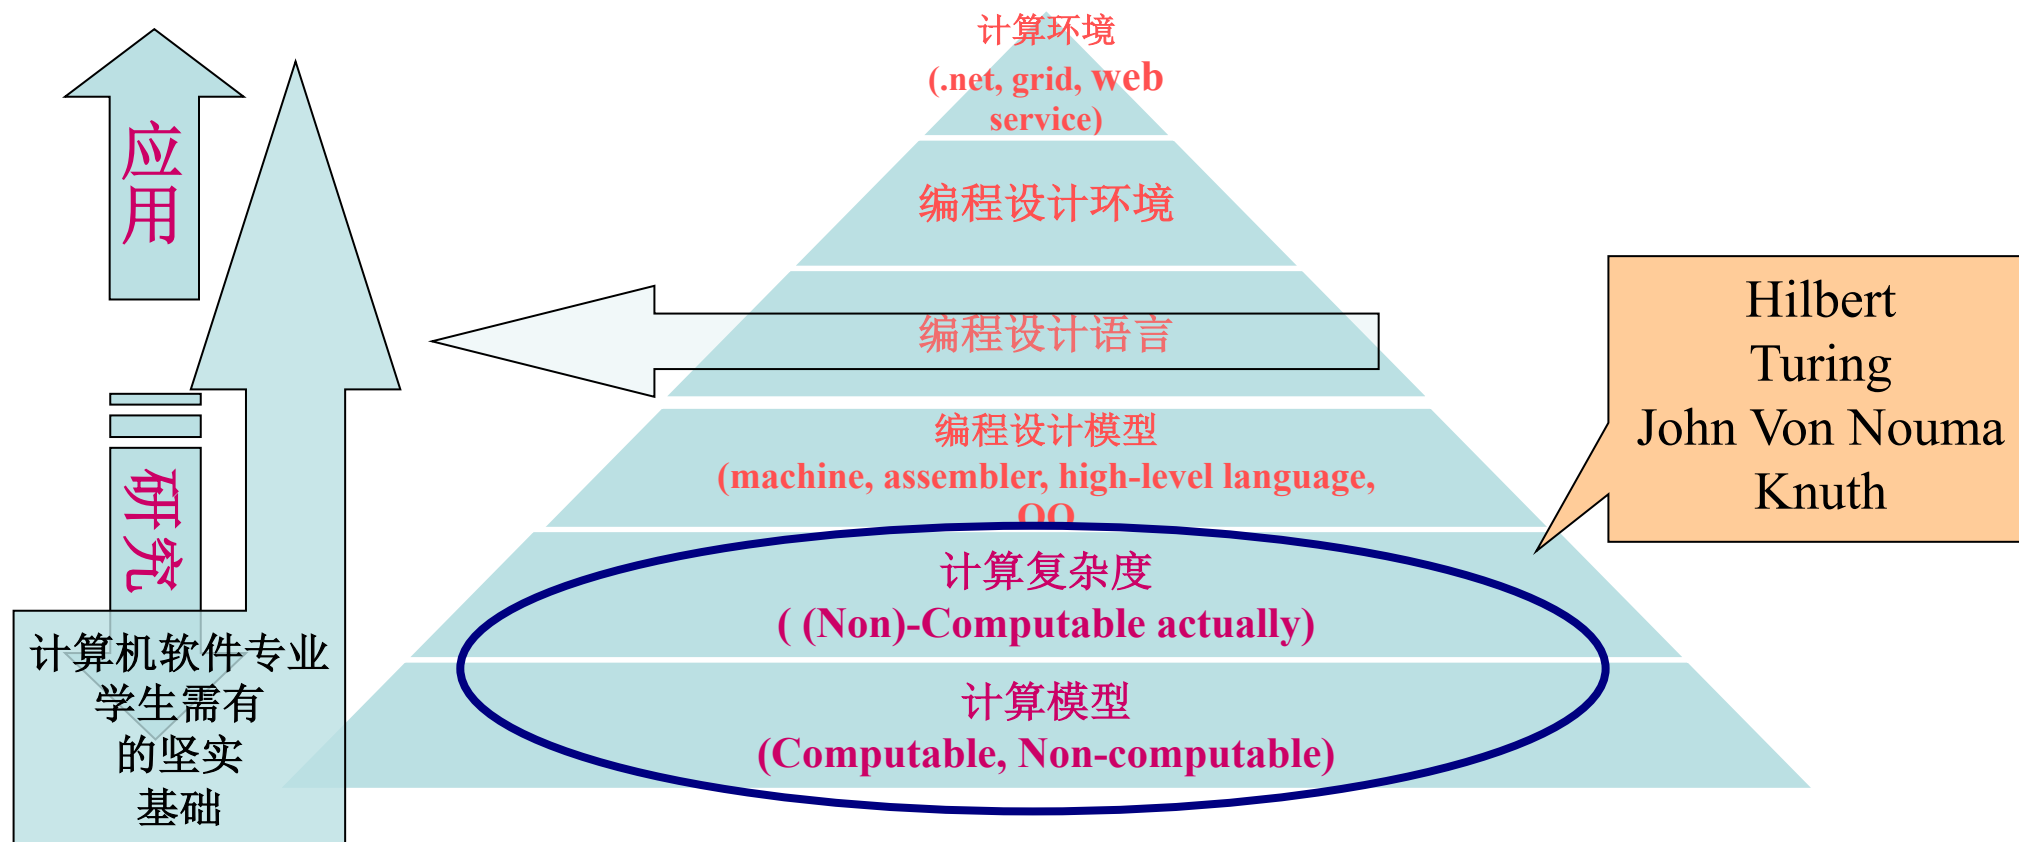 计算环境
(.net, grid, web
service)
编程设计环境
编程设计语言
编程设计模型
(machine, assembler, high-level language,
OO
计算复杂度
( (Non)-Computable actually)
计算模型
(Computable, Non-computable)
应
用
研究
计算机软件专业
学生需有
的坚实
基础
Hilbert
Turing
John Von Nouma
Knuth